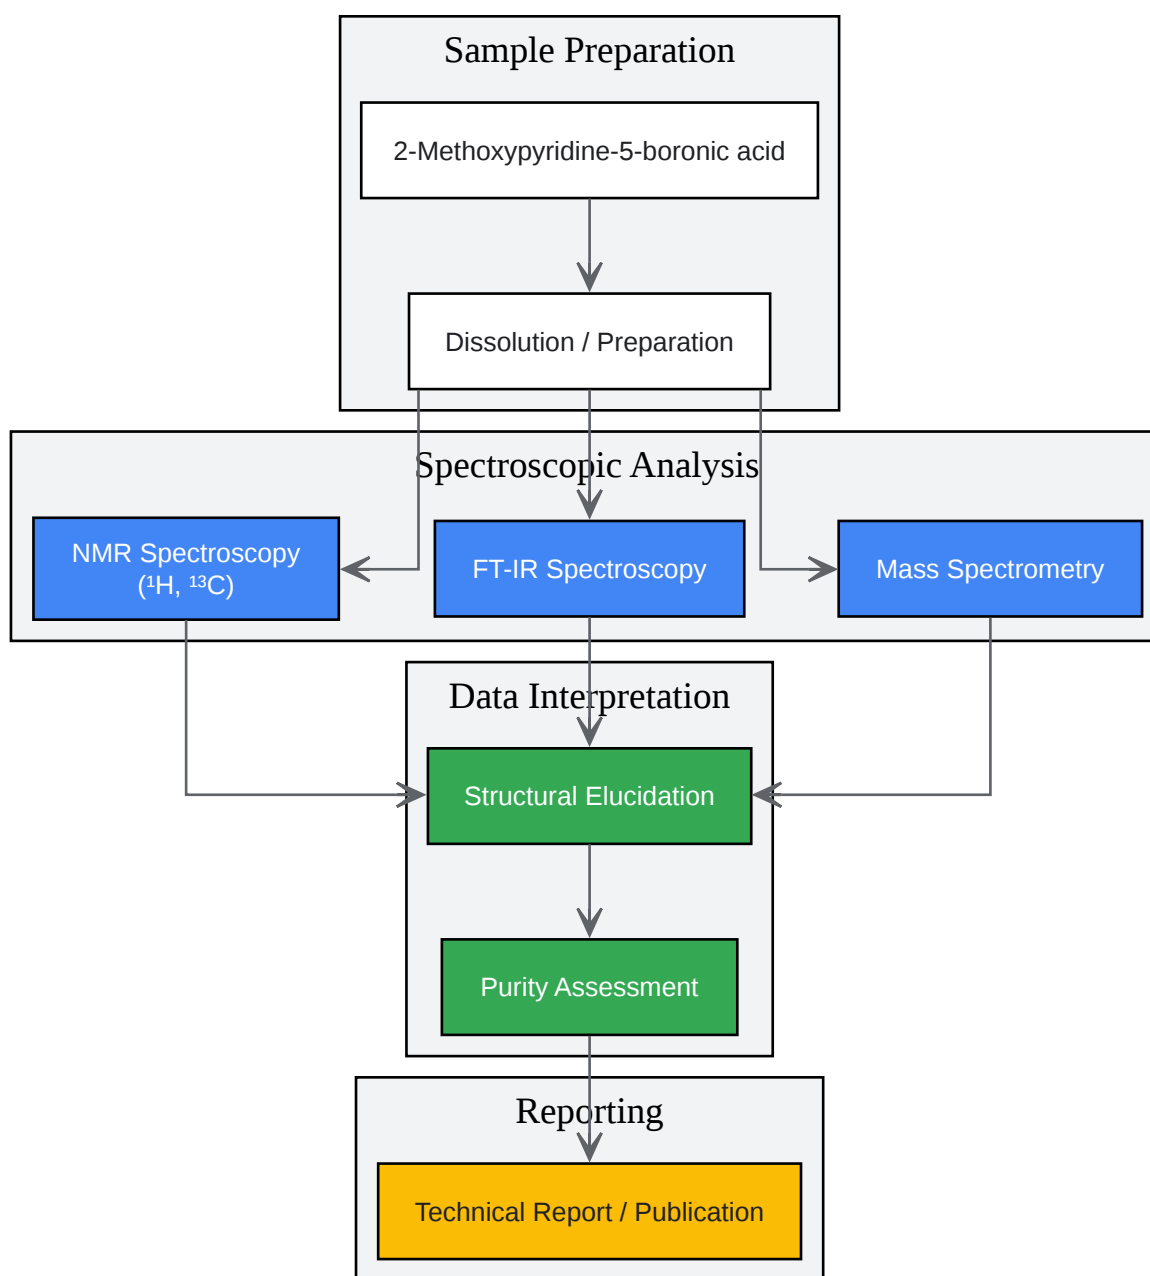 Sample Preparation
2-Methoxypyridine-5-boronic acid
Dissolution / Preparation
Spectroscopic Analysis
NMR Spectroscopy
(¹H, ¹³C)
FT-IR Spectroscopy
Mass Spectrometry
Data Interpretation
Structural Elucidation
Purity Assessment
Reporting
Technical Report / Publication